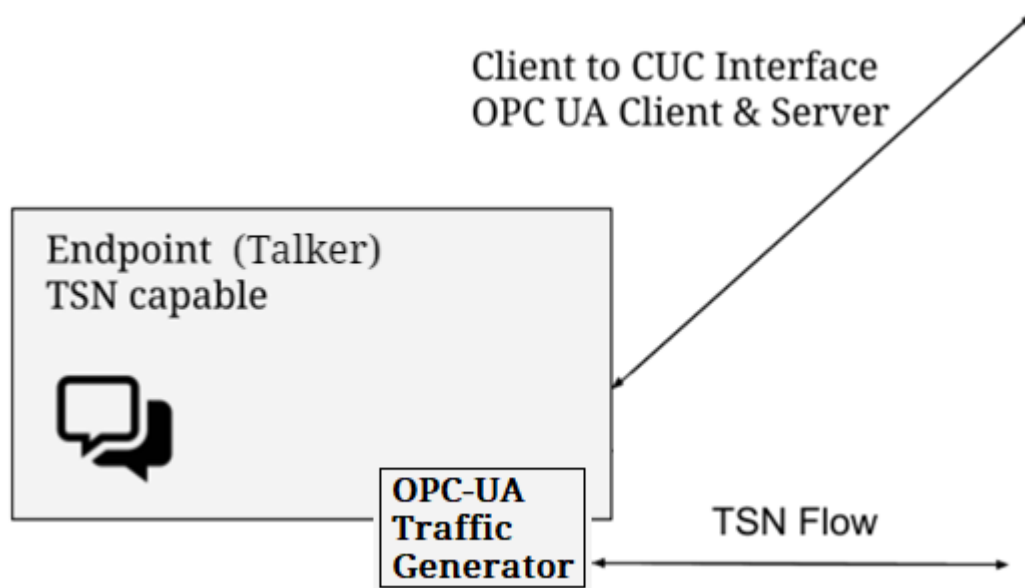 Client to CUC Interface
OPC UA Client & Server
Endpoint (Talker)
TSN capable
OPC-UA
Traffic
Generator
TSN Flow